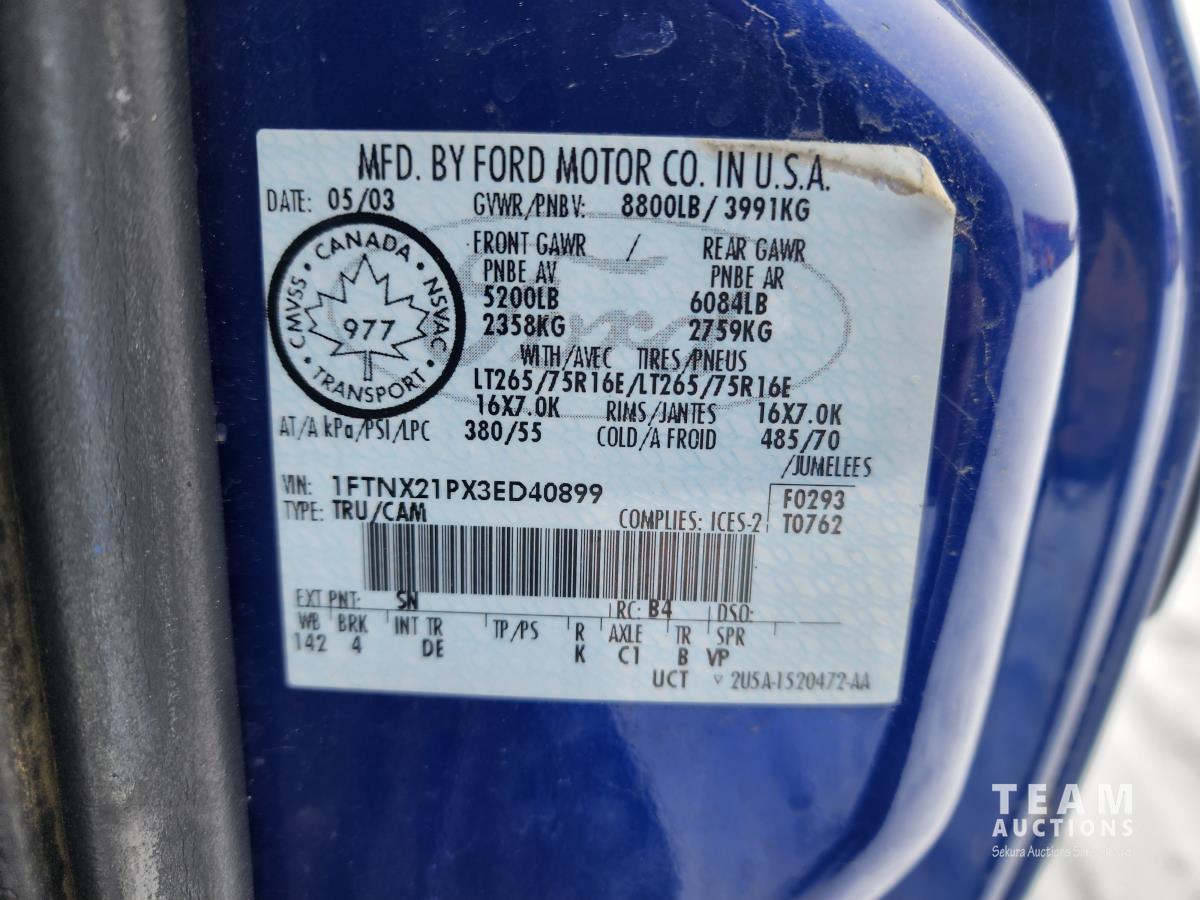 MFD. BY FORD MOTOR CO. IN U.S.A.
DATE: 05/03 GVWR/PNBV: 8800LB/ 3991KG
CANADA · NSVAC · TRANSPORT · CMVSS ·
977
FRONT GAWR / REAR GAWR
PNBE AV PNBE AR
5200LB 6084LB
2358KG 2759KG
WITH/AVEC TIRES/PNEUS
LT265/75R16E/LT265/75R16E
16X7.0K RIMS/JANTES 16X7.0K
AT/A kPa/PSI/LPC 380/55 COLD/A FROID 485/70
/JUMELEES
VIN: 1FTNX21PX3ED40899 F0293
TYPE: TRU/CAM COMPLIES: ICES-2 T0762
EXT PNT: SN RC: B4 DSO:
WB BRK INT TR TP/PS R AXLE TR SPR
142 4 DE K C1 B VP
UCT ▿ 2U5A-1520472-AA
TEAM
AUCTIONS
Sekura Auctions